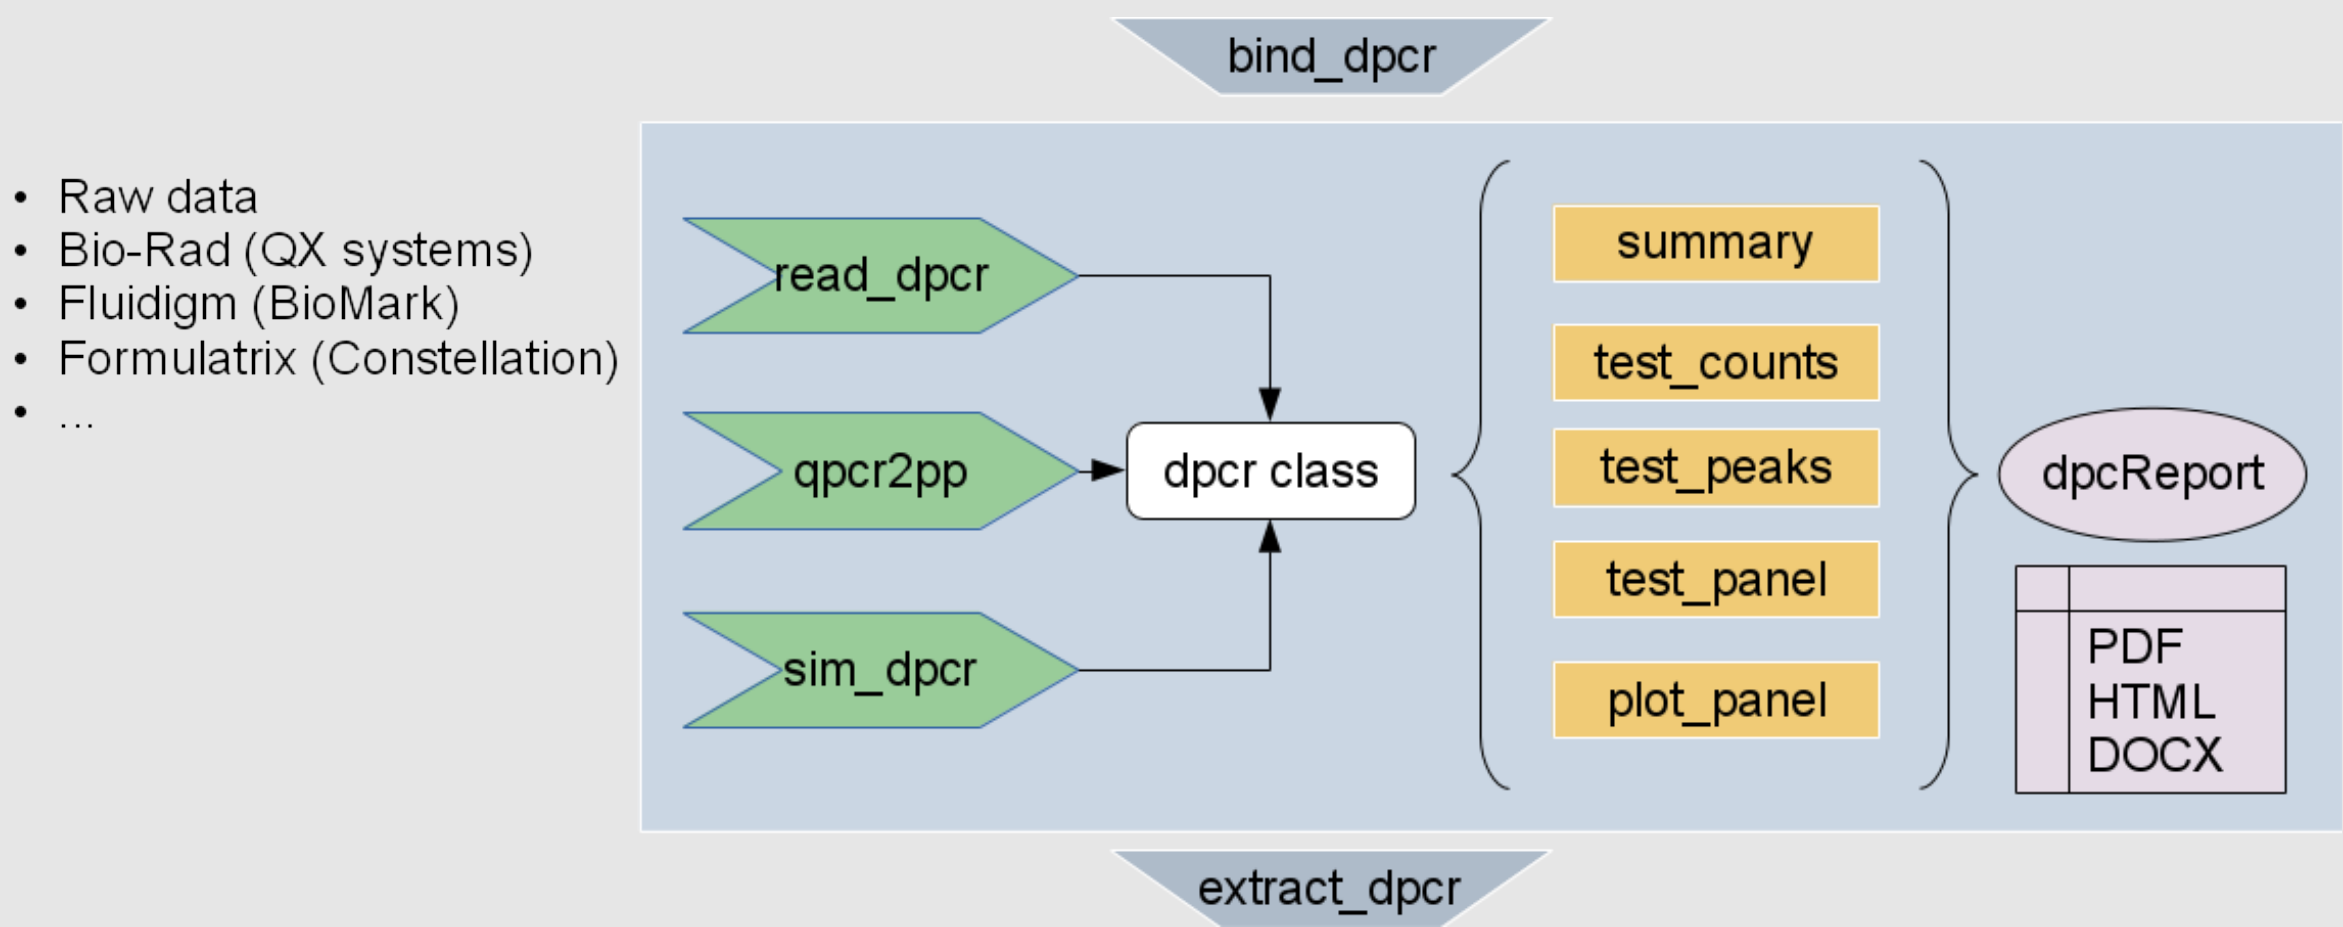 bind_dpcr
• Raw data
• Bio-Rad (QX systems)
• Fluidigm (BioMark)
• Formulatrix (Constellation)
• ...
read_dpcr
qpcr2pp
sim_dpcr
dpcr class
summary
test_counts
test_peaks
test_panel
plot_panel
dpcReport
PDF
HTML
DOCX
extract_dpcr